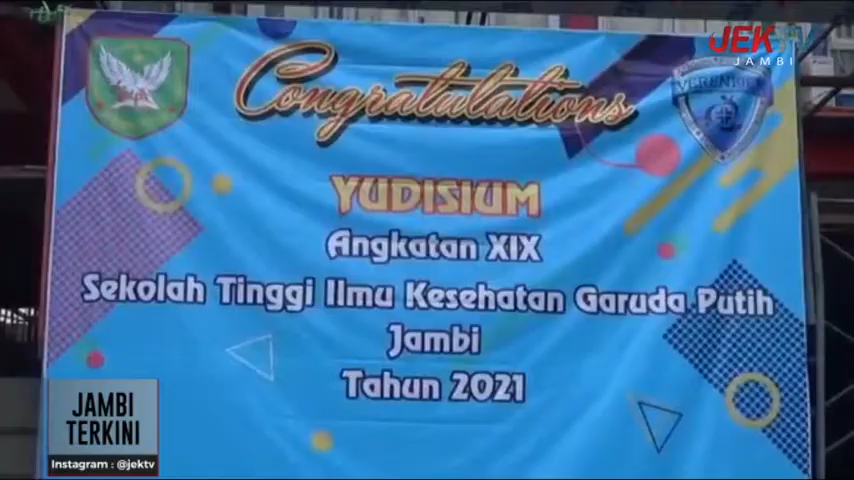 JEKTV
JAMBI
Congratulations
YUDISIUM
Angkatan XIX
Sekolah Tinggi Ilmu Kesehatan Garuda Putih
Jambi
Tahun 2021
JAMBI
TERKINI
Instagram : @jektv